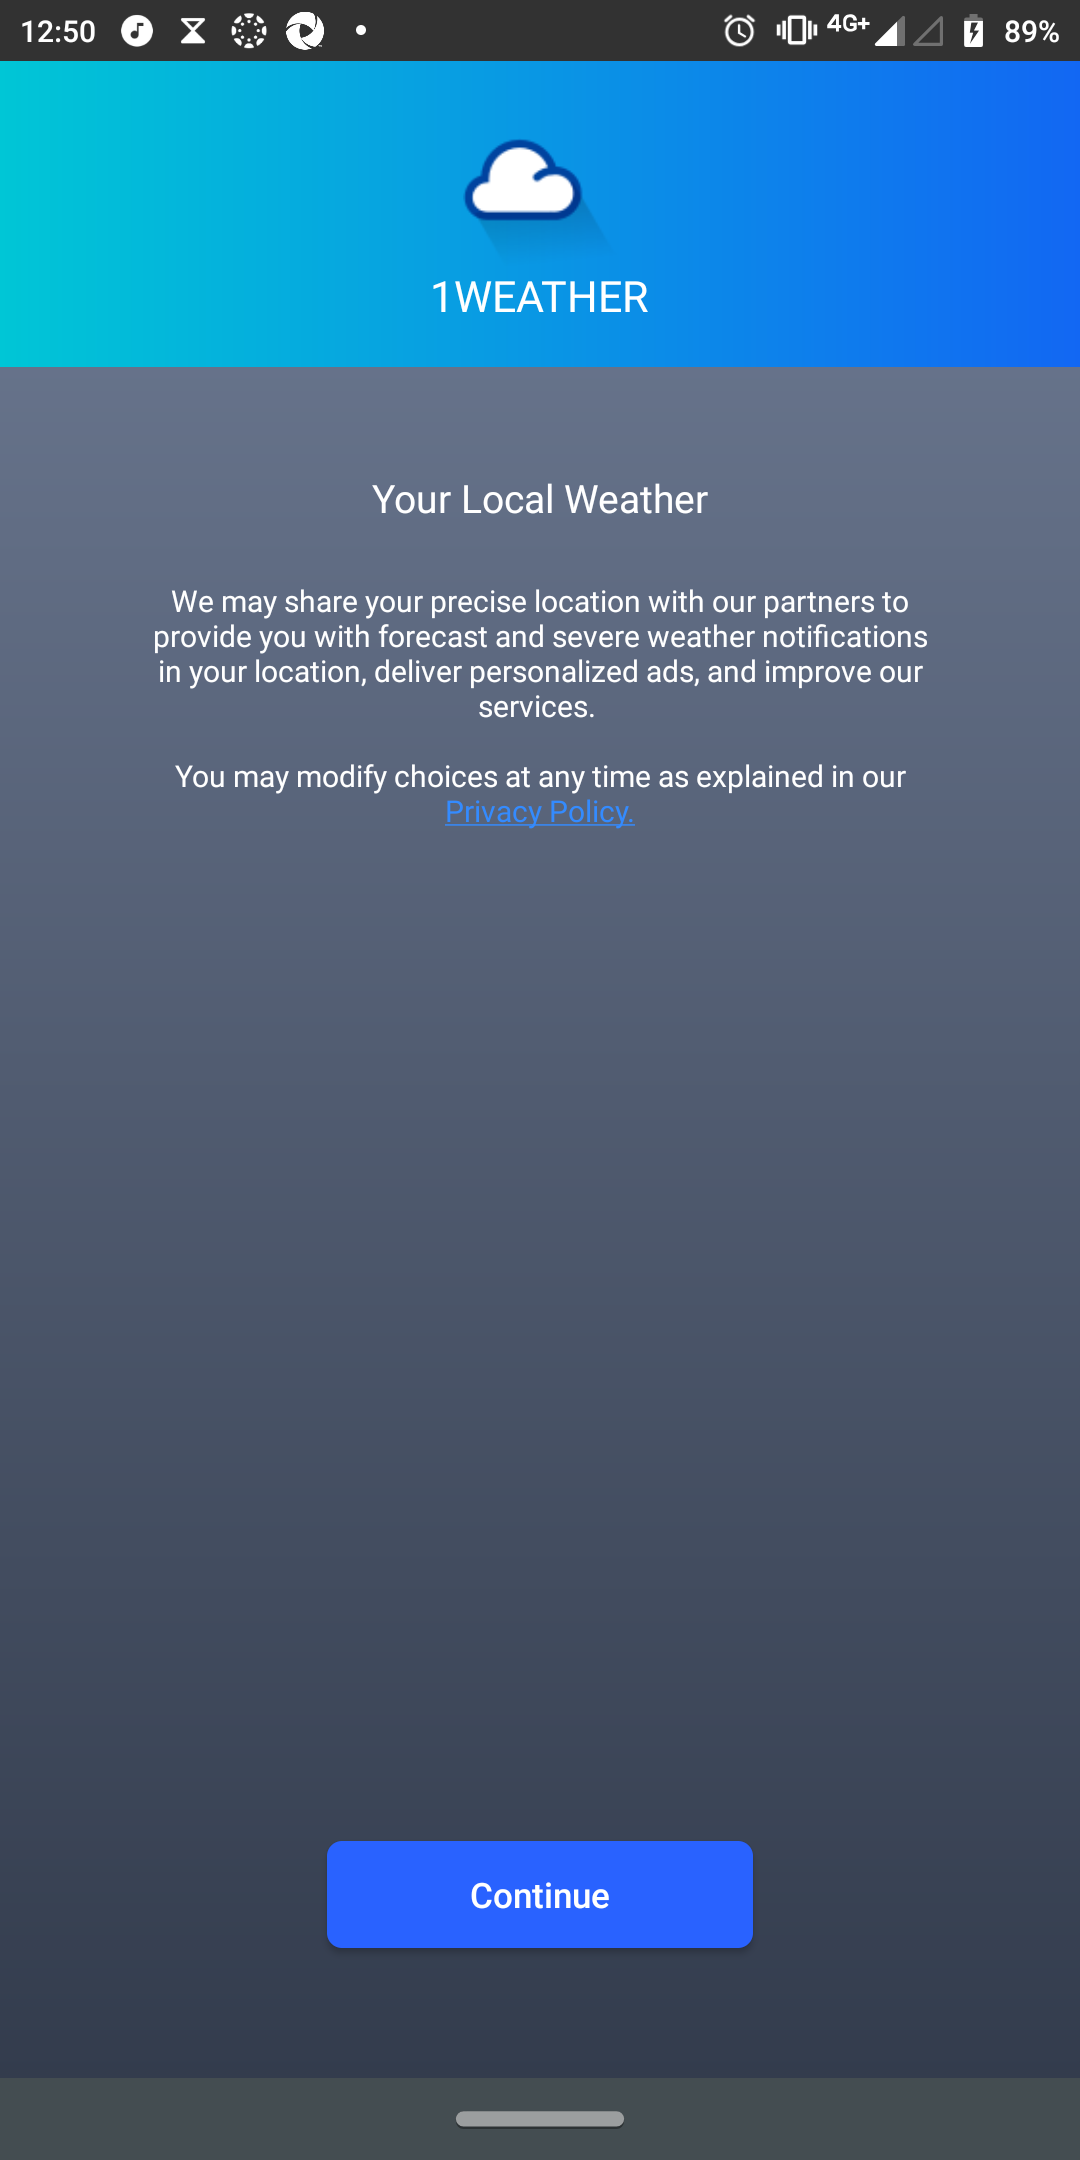 12:50
4G+
89%
1WEATHER
Your Local Weather
We may share your precise location with our partners to
provide you with forecast and severe weather notifications
in your location, deliver personalized ads, and improve our
services.
You may modify choices at any time as explained in our
Privacy Policy.
Continue